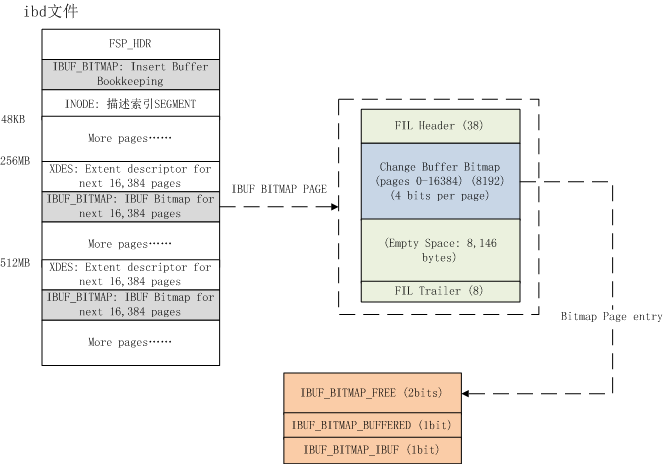 ibd文件
FSP_HDR
IBUF_BITMAP: Insert Buffer
Bookkeeping
INODE: 描述索引SEGMENT
48KB
More pages……
256MB
XDES: Extent descriptor for
next 16,384 pages
IBUF_BITMAP: IBUF Bitmap for
next 16,384 pages
More pages……
512MB
XDES: Extent descriptor for
next 16,384 pages
IBUF_BITMAP: IBUF Bitmap for
next 16,384 pages
More pages……
IBUF BITMAP PAGE
FIL Header (38)
Change Buffer Bitmap
(pages 0-16384) (8192)
(4 bits per page)
(Empty Space: 8,146
bytes)
FIL Trailer (8)
Bitmap Page entry
IBUF_BITMAP_FREE (2bits)
IBUF_BITMAP_BUFFERED (1bit)
IBUF_BITMAP_IBUF (1bit)